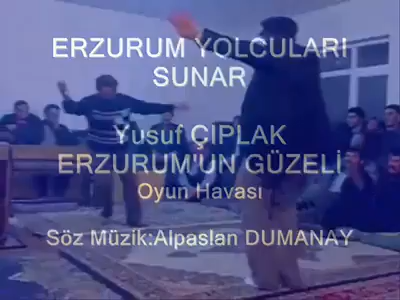 ERZURUM YOLCULARI
SUNAR
Yusuf ÇIPLAK
ERZURUM'UN GÜZELİ
Oyun Havası
Söz Müzik:Alpaslan DUMANAY